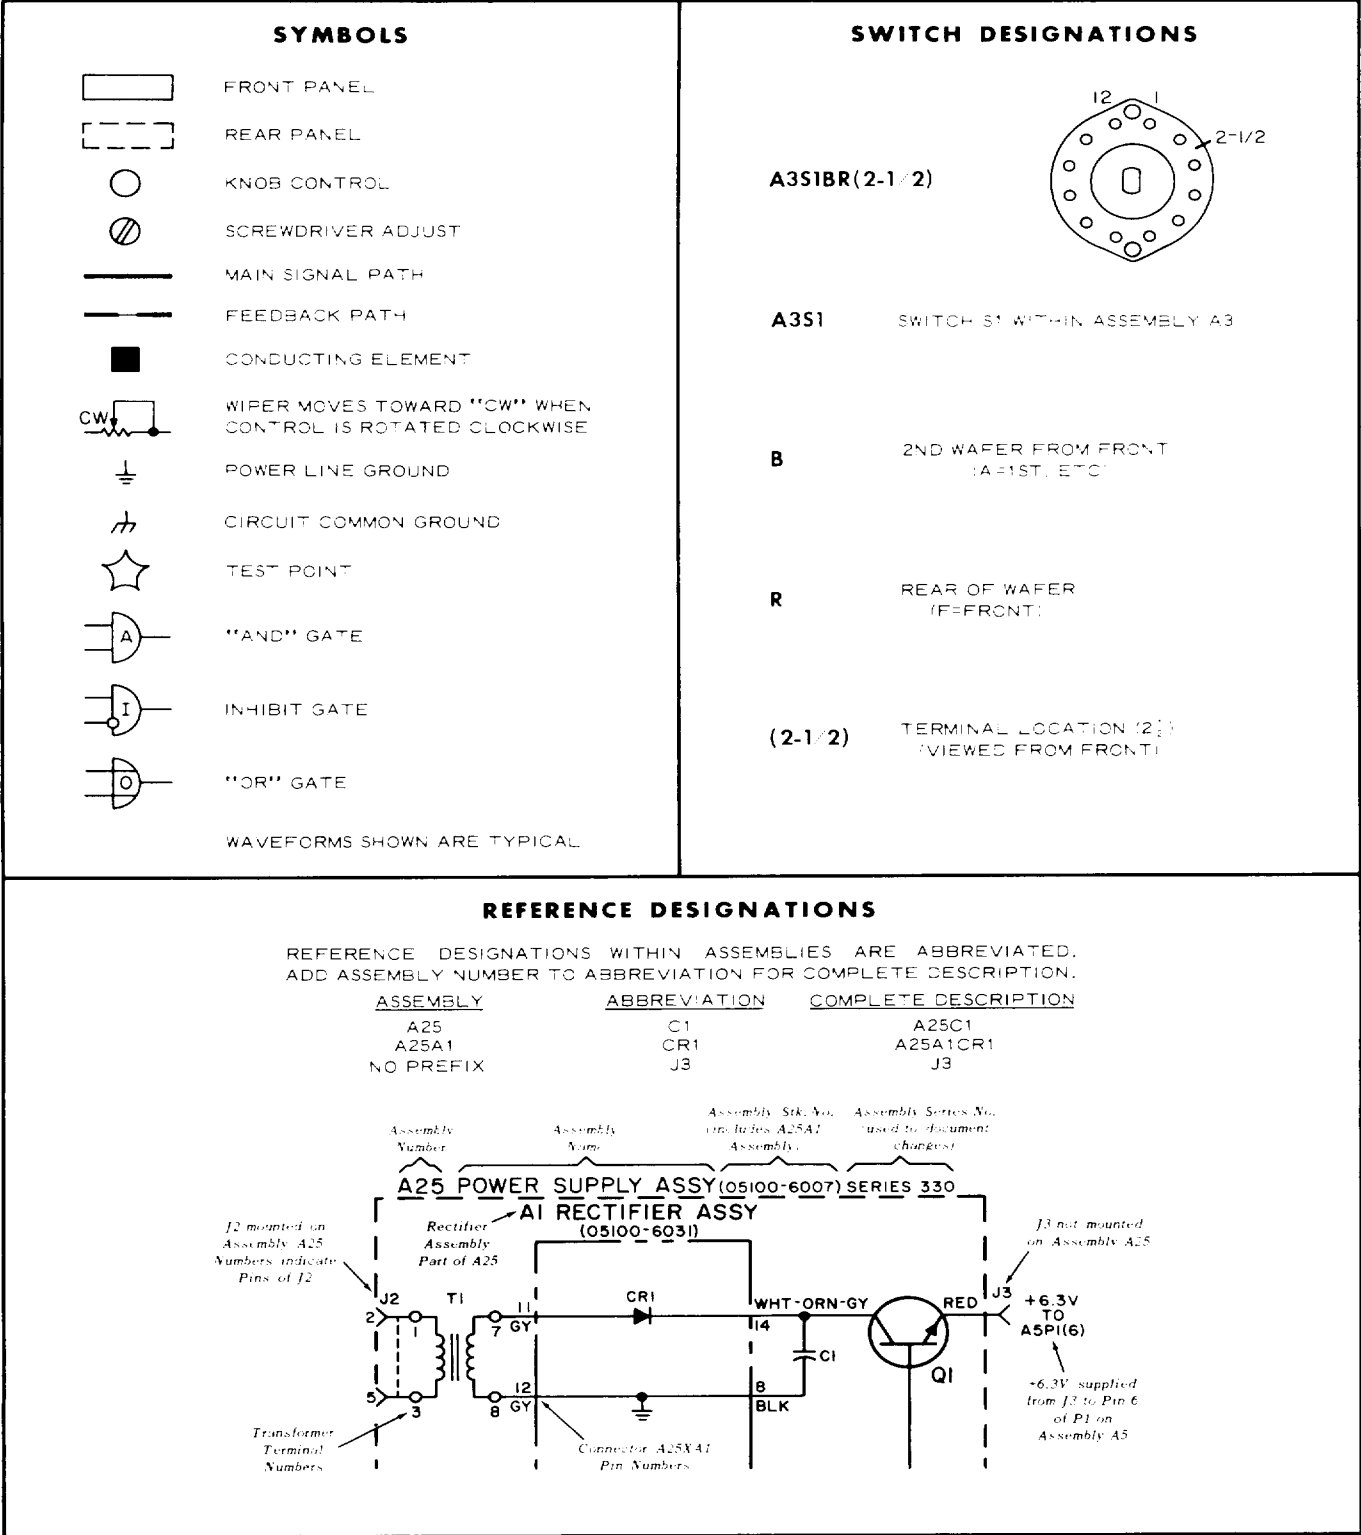 SYMBOLS
FRONT PANEL
REAR PANEL
KNOB CONTROL
SCREWDRIVER ADJUST
MAIN SIGNAL PATH
FEEDBACK PATH
CONDUCTING ELEMENT
CW
WIPER MOVES TOWARD "CW" WHEN
CONTROL IS ROTATED CLOCKWISE
POWER LINE GROUND
CIRCUIT COMMON GROUND
TEST POINT
A
"AND" GATE
I
INHIBIT GATE
O
"OR" GATE
WAVEFORMS SHOWN ARE TYPICAL
SWITCH DESIGNATIONS
12 1
2-1/2
A3S1BR(2-1/2)
A3S1 SWITCH S1 WITHIN ASSEMBLY A3
B 2ND WAFER FROM FRONT
(A=1ST, ETC)
R REAR OF WAFER
(F=FRONT)
(2-1/2) TERMINAL LOCATION (2½)
(VIEWED FROM FRONT)
REFERENCE DESIGNATIONS
REFERENCE DESIGNATIONS WITHIN ASSEMBLIES ARE ABBREVIATED.
ADD ASSEMBLY NUMBER TO ABBREVIATION FOR COMPLETE DESCRIPTION.
ASSEMBLY ABBREVIATION COMPLETE DESCRIPTION
A25 C1 A25C1
A25A1 CR1 A25A1CR1
NO PREFIX J3 J3
Assembly
Number
Assembly
Name
Assembly Stk. No.
(includes A25A1
Assembly)
Assembly Series No.
(used to document
changes)
A25 POWER SUPPLY ASSY (05100-6007) SERIES 330
A1 RECTIFIER ASSY
(05100-6031)
J2 mounted on
Assembly A25
Numbers indicate
Pins of J2
Rectifier
Assembly
Part of A25
J3 not mounted
on Assembly A25
J2 T1 CR1 J3
2 1 7 11 GY
WHT-ORN-GY
14
RED
+6.3V
TO
A5P1(6)
C1
Q1
5 3 8 12 GY
8
BLK
+6.3V supplied
from J3 to Pin 6
of P1 on
Assembly A5
Transformer
Terminal
Numbers
Connector A25XA1
Pin Numbers